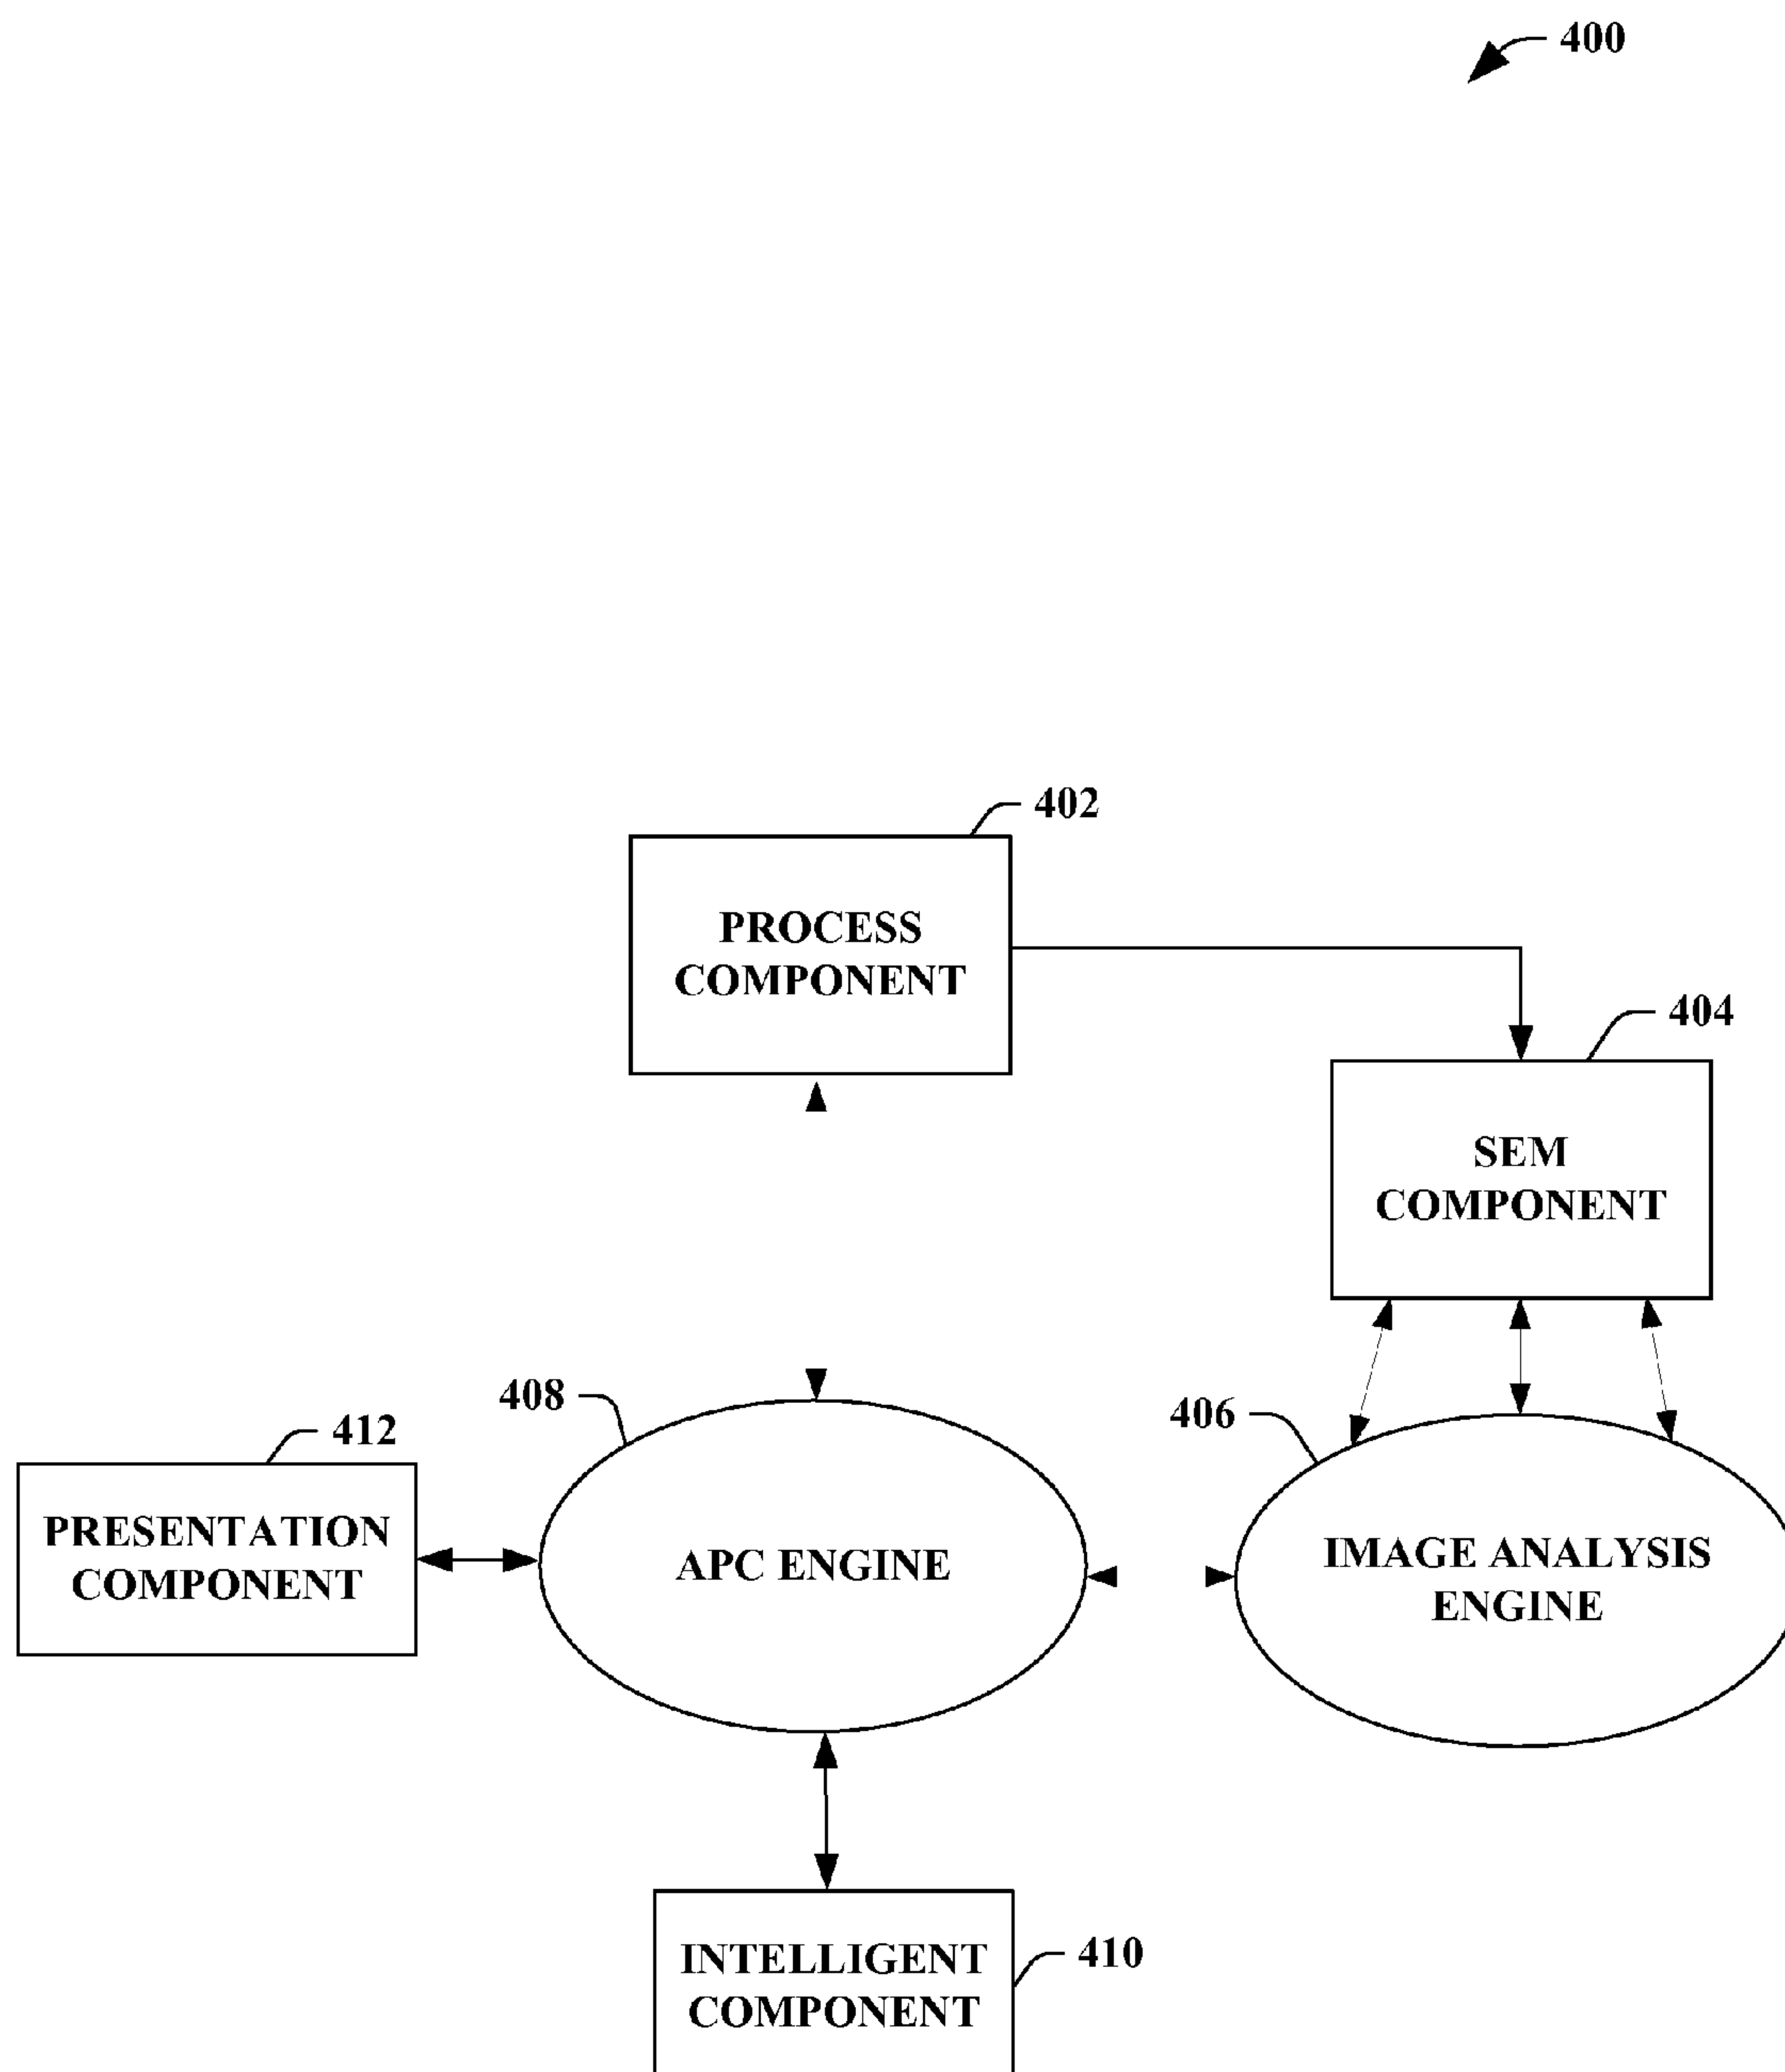 400
402
PROCESS
COMPONENT
404
SEM
COMPONENT
408
406
412
PRESENTATION
COMPONENT
APC ENGINE
IMAGE ANALYSIS
ENGINE
INTELLIGENT
COMPONENT
410